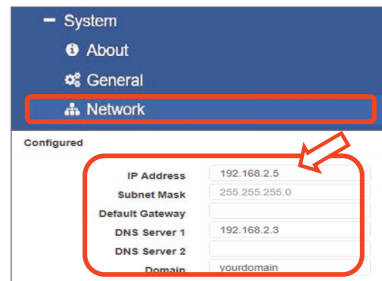 System
About
General
Network
Configured
IP Address 192.168.2.5
Subnet Mask 255.255.255.0
Default Gateway
DNS Server 1 192.168.2.3
DNS Server 2
Domain yourdomain